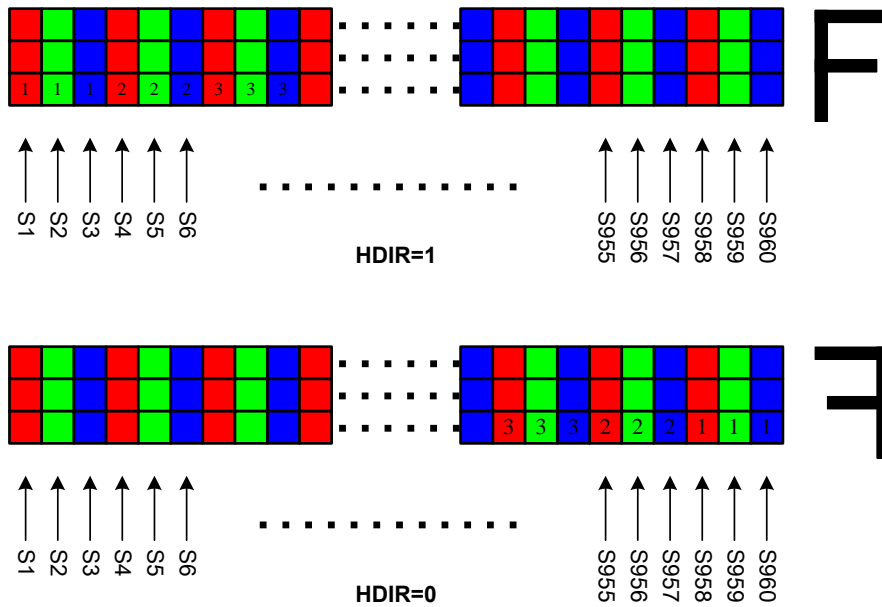 F
1 1 1 2 2 2 3 3 3
S1 S2 S3 S4 S5 S6 S955 S956 S957 S958 S959 S960
HDIR=1
F
3 3 3 2 2 2 1 1 1
S1 S2 S3 S4 S5 S6 S955 S956 S957 S958 S959 S960
HDIR=0